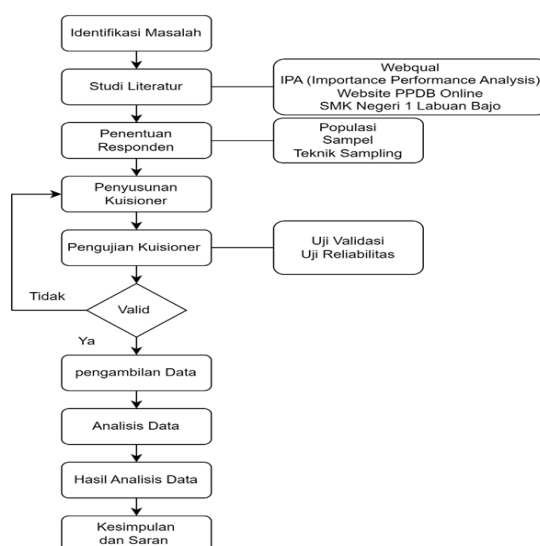 Identifikasi Masalah
Studi Literatur
Webqual
IPA (Importance Performance Analysis)
Website PPDB Online
SMK Negeri 1 Labuan Bajo
Penentuan
Responden
Populasi
Sampel
Teknik Sampling
Penyusunan
Kuisioner
Pengujian Kuisioner
Uji Validasi
Uji Reliabilitas
Tidak
Valid
Ya
pengambilan Data
Analisis Data
Hasil Analisis Data
Kesimpulan
dan Saran